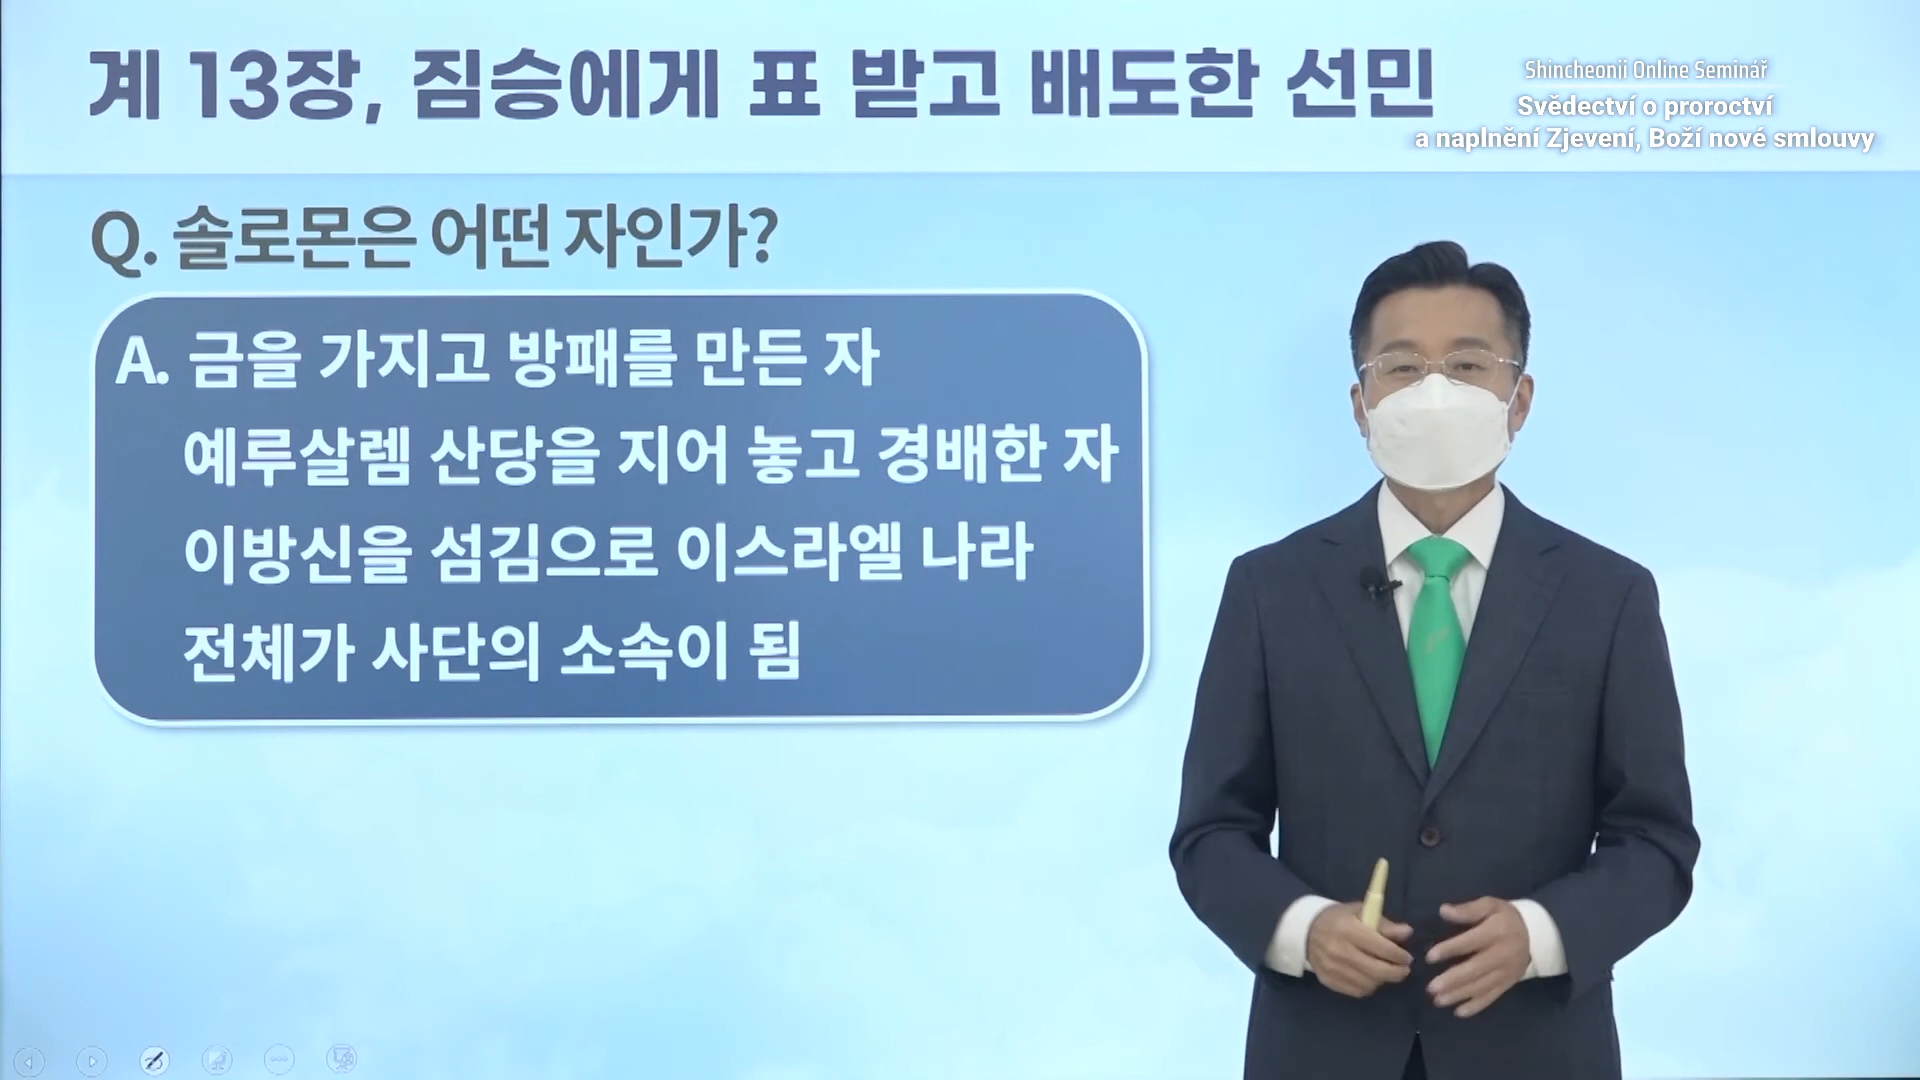 계 13장, 짐승에게 표 받고 배도한 선민
Shincheonji Online Seminář
Svědectví o proroctví
a naplnění Zjevení, Boží nové smlouvy
Q. 솔로몬은 어떤 자인가?
A. 금을 가지고 방패를 만든 자
예루살렘 산당을 지어 놓고 경배한 자
이방신을 섬김으로 이스라엘 나라
전체가 사단의 소속이 됨